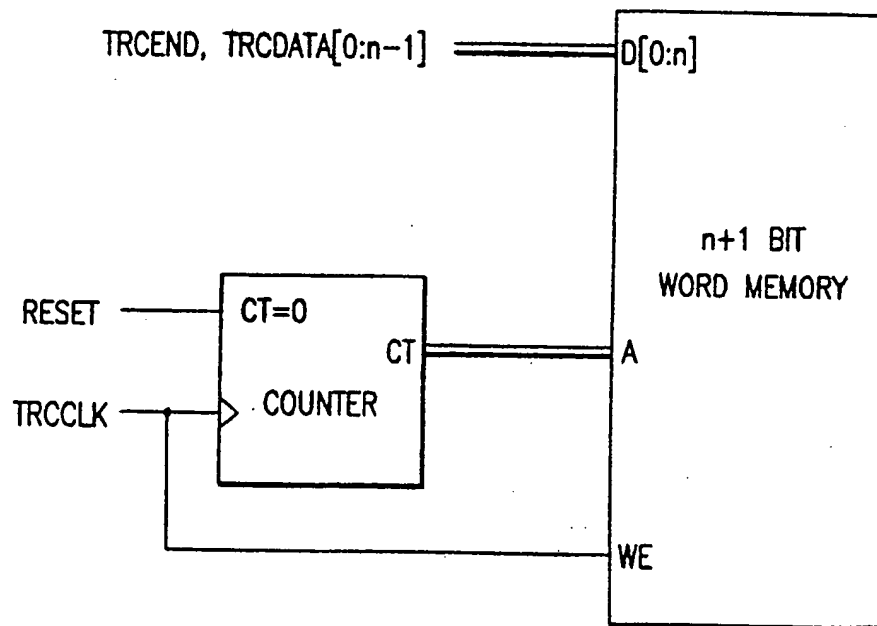 TRCEND, TRCDATA[0:n-1]
D[0:n]
n+1 BIT
WORD MEMORY
RESET
CT=0
CT
A
TRCCLK
COUNTER
WE